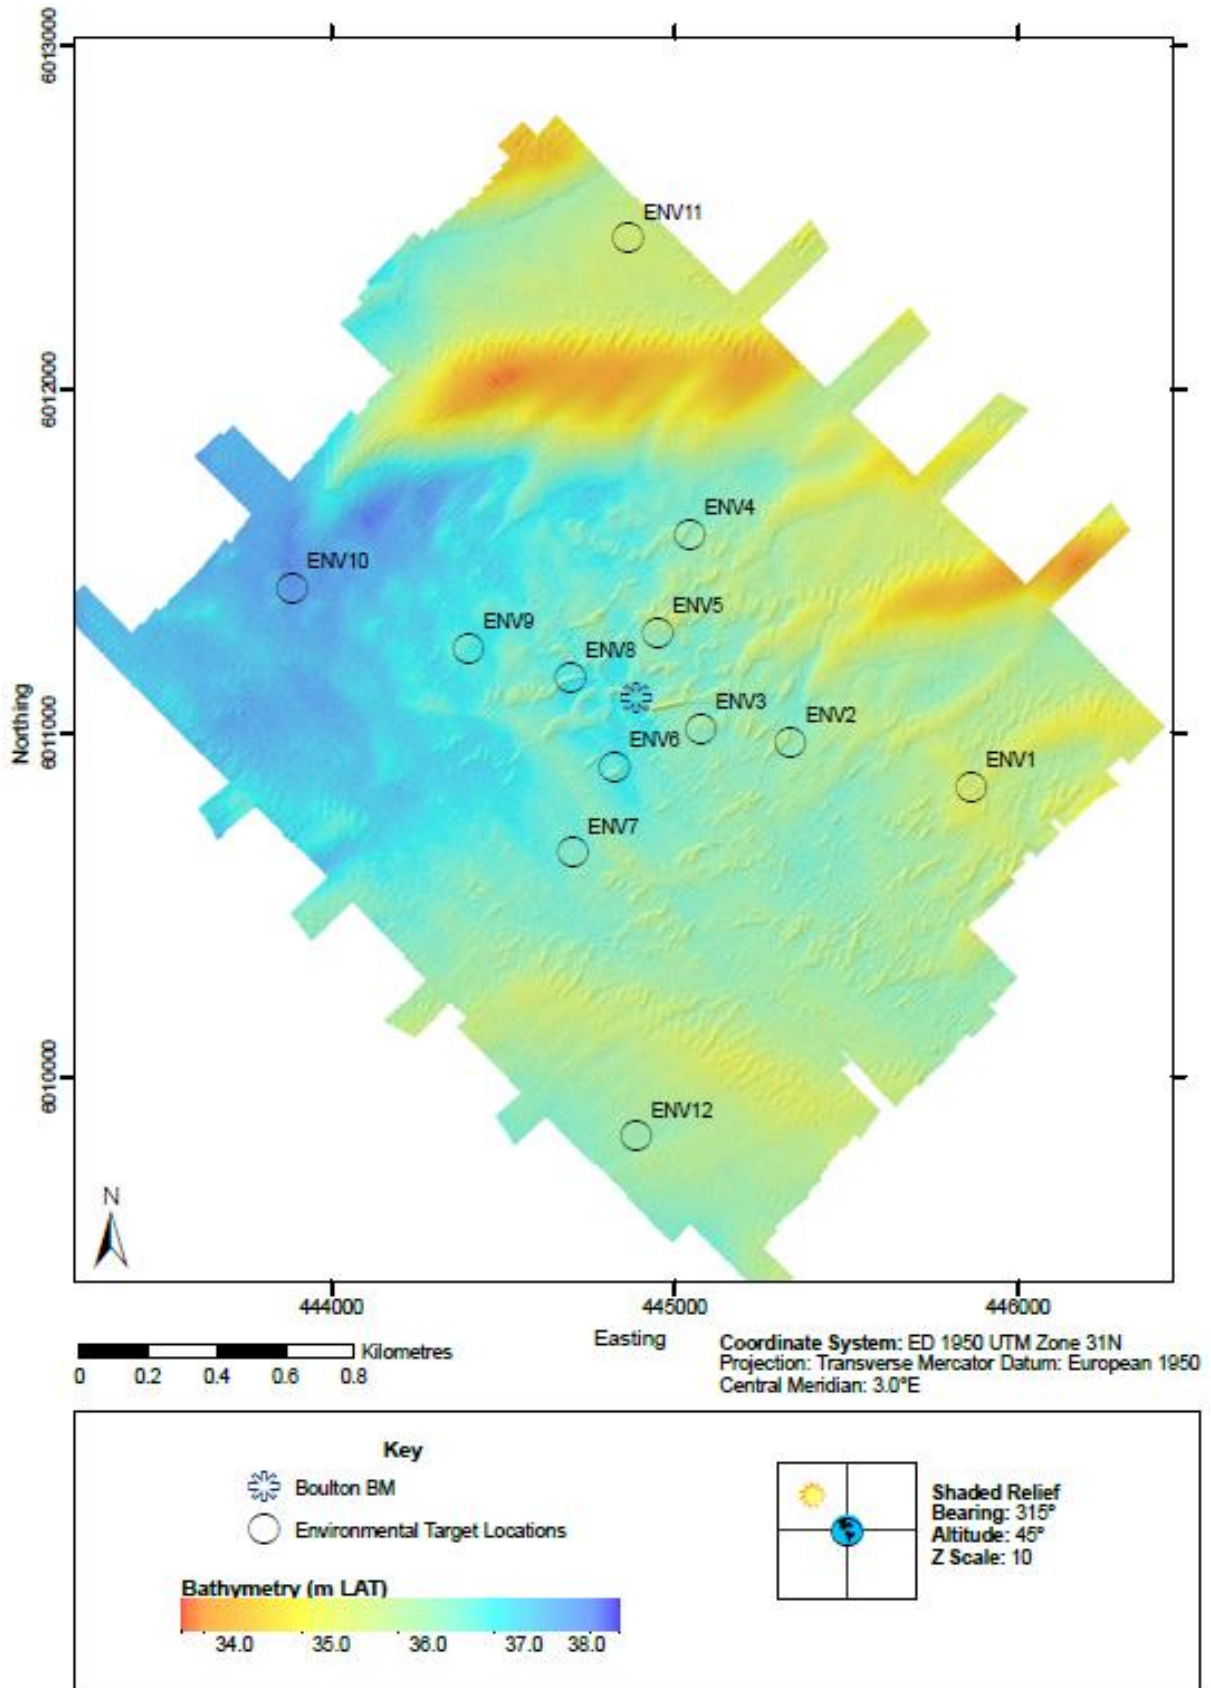 6013000
ENV11
6012000
ENV4
ENV10
ENV5
ENV9
ENV8
ENV3
ENV2
Northing
6011000
ENV6
ENV1
ENV7
6010000
ENV12
N
444000
445000
446000
Easting
Kilometres
0 0.2 0.4 0.6 0.8
Coordinate System: ED 1950 UTM Zone 31N
Projection: Transverse Mercator Datum: European 1950
Central Meridian: 3.0°E
Key
Boulton BM
Environmental Target Locations
Bathymetry (m LAT)
34.0 35.0 36.0 37.0 38.0
Shaded Relief
Bearing: 315°
Altitude: 45°
Z Scale: 10